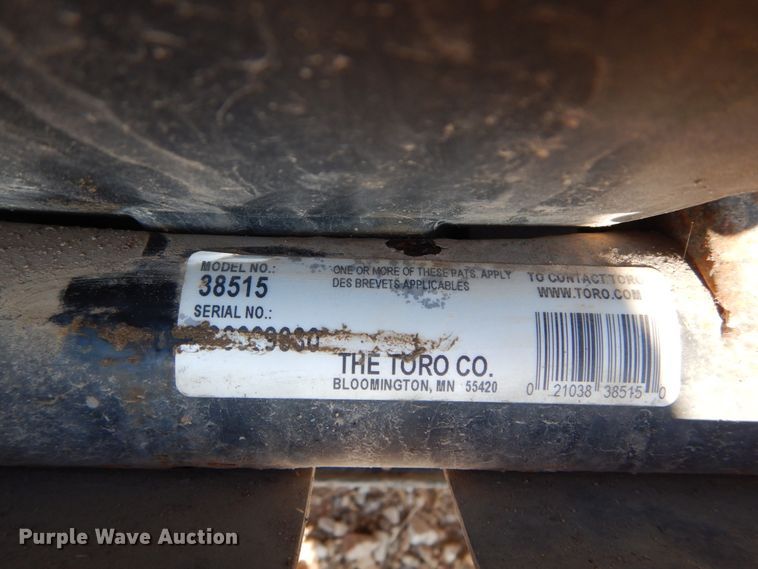 MODEL NO.:
38515
SERIAL NO.:
ONE OR MORE OF THESE PATS. APPLY
DES BREVETS APPLICABLES
THE TORO CO.
BLOOMINGTON, MN 55420
TO CONTACT TORO
WWW.TORO.COM
0 21038 38515 0
Purple Wave Auction